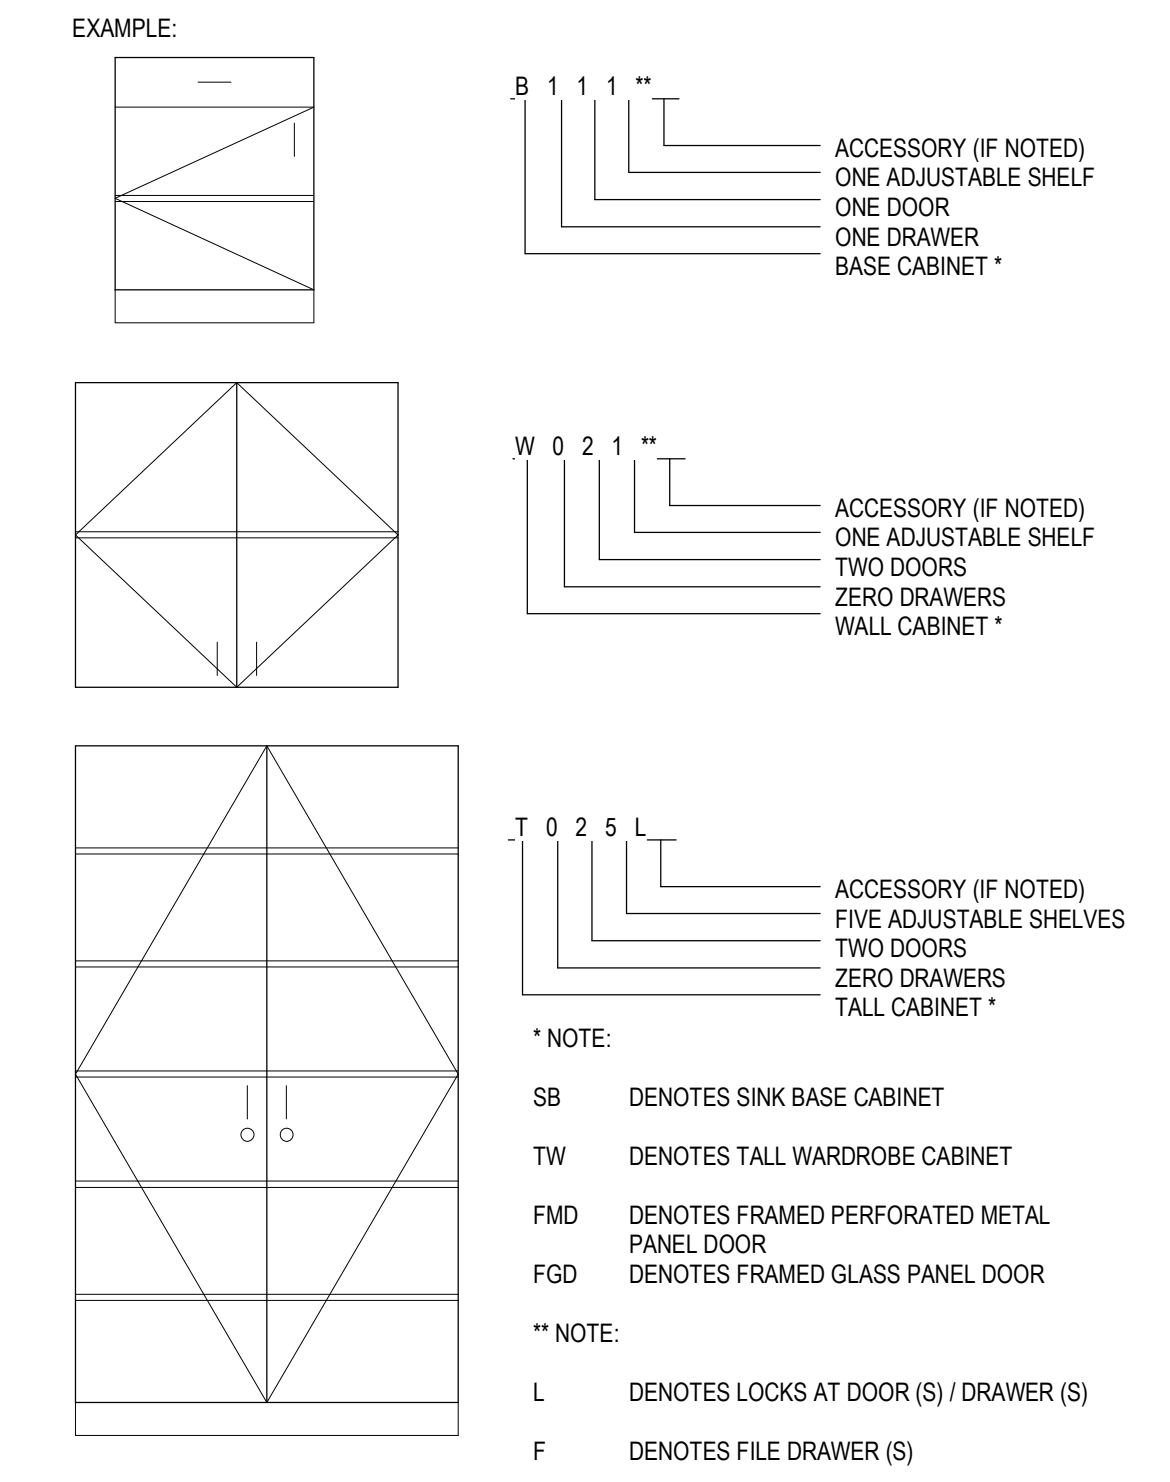 EXAMPLE:
B 1 1 1 **
ACCESSORY (IF NOTED)
ONE ADJUSTABLE SHELF
ONE DOOR
ONE DRAWER
BASE CABINET *
W 0 2 1 **
ACCESSORY (IF NOTED)
ONE ADJUSTABLE SHELF
TWO DOORS
ZERO DRAWERS
WALL CABINET *
T 0 2 5 L
ACCESSORY (IF NOTED)
FIVE ADJUSTABLE SHELVES
TWO DOORS
ZERO DRAWERS
TALL CABINET *
* NOTE:
SB DENOTES SINK BASE CABINET
TW DENOTES TALL WARDROBE CABINET
FMD DENOTES FRAMED PERFORATED METAL
PANEL DOOR
FGD DENOTES FRAMED GLASS PANEL DOOR
** NOTE:
L DENOTES LOCKS AT DOOR (S) / DRAWER (S)
F DENOTES FILE DRAWER (S)